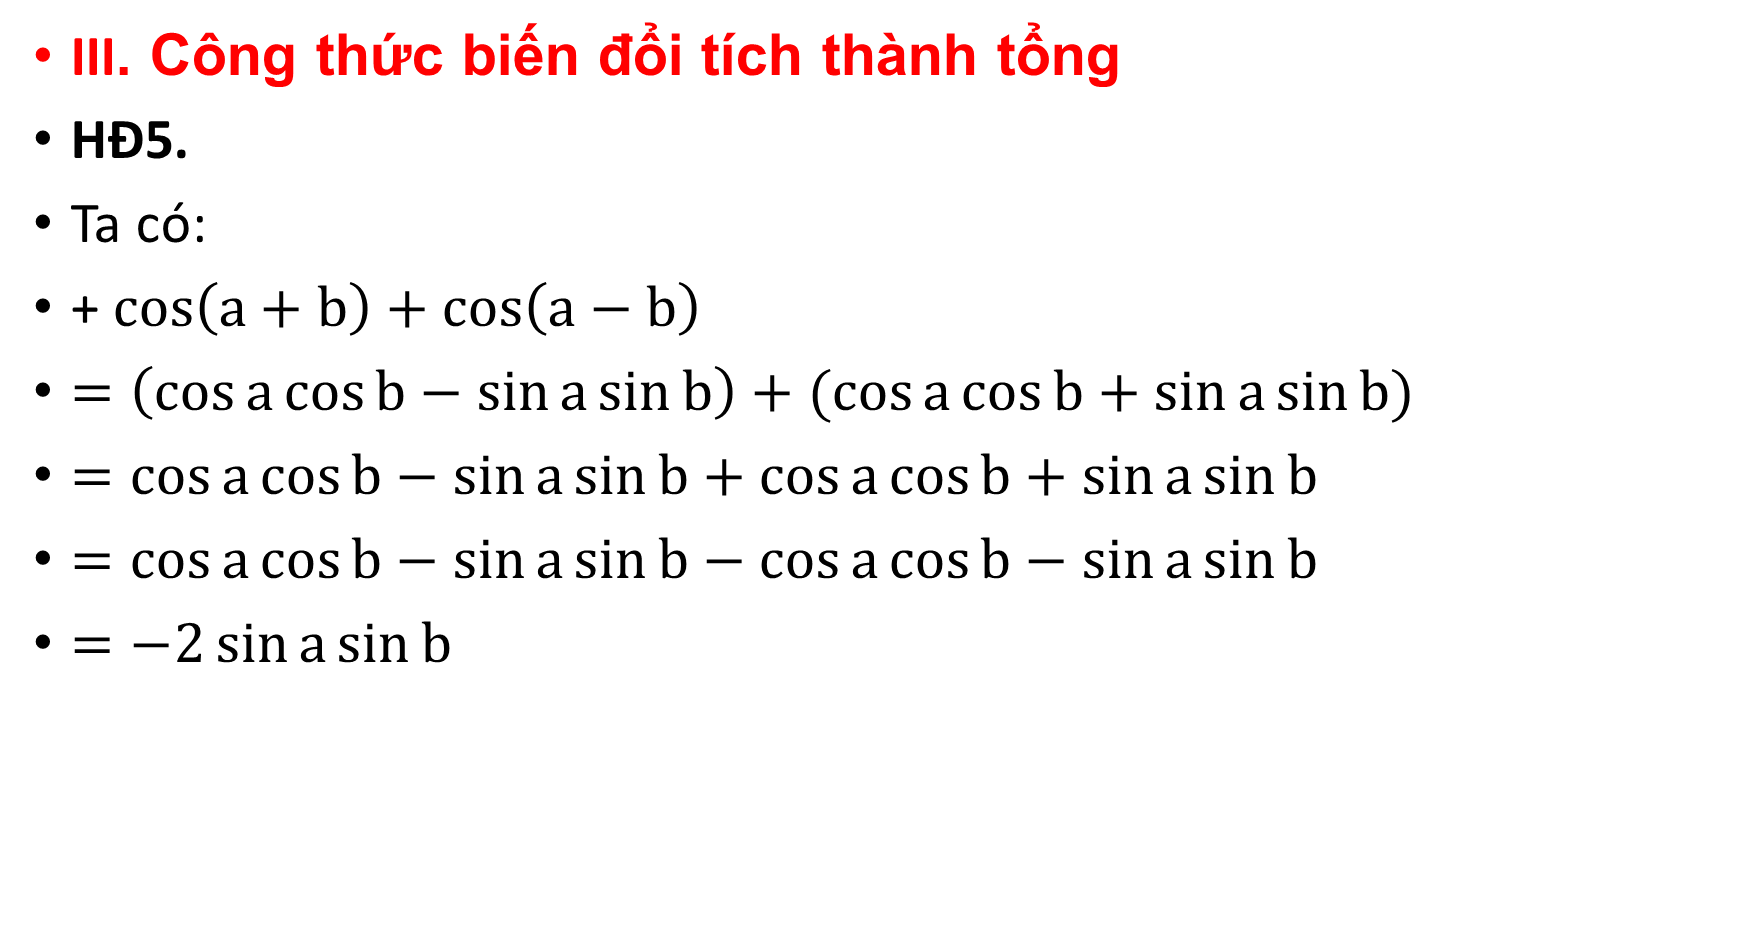 • III. Công thức biến đổi tích thành tổng
• HĐ5.
• Ta có:
• + cos(a + b) + cos(a − b)
• = (cos a cos b − sin a sin b) + (cos a cos b + sin a sin b)
• = cos a cos b − sin a sin b + cos a cos b + sin a sin b
• = cos a cos b − sin a sin b − cos a cos b − sin a sin b
• = −2 sin a sin b